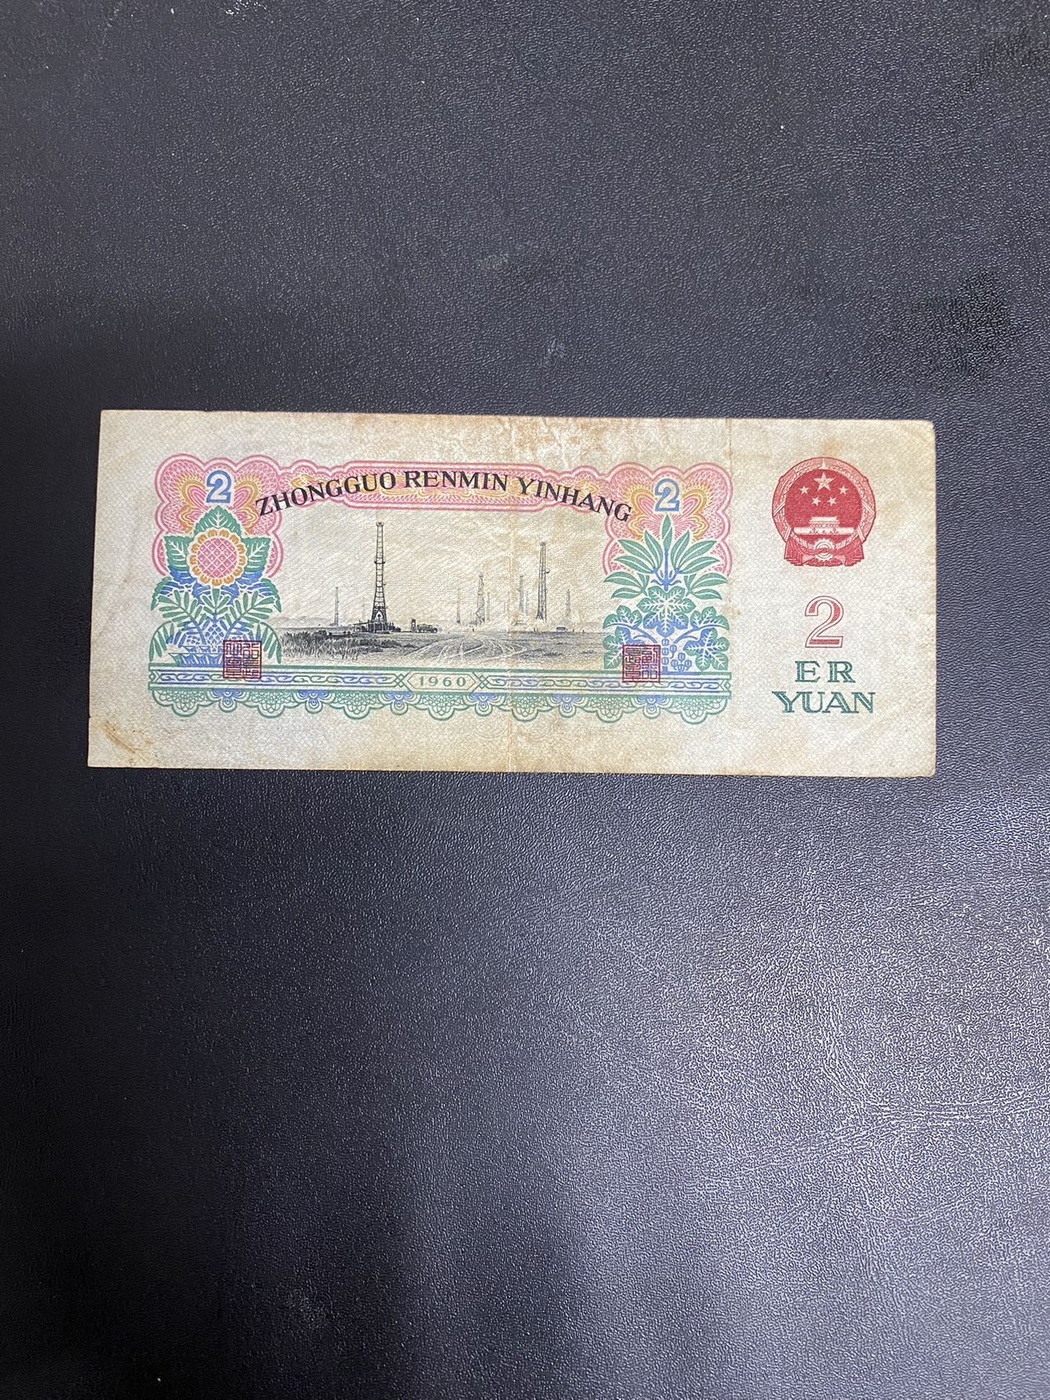 2
ZHONGGUO RENMIN YINHANG
2
1960
2
ER
YUAN